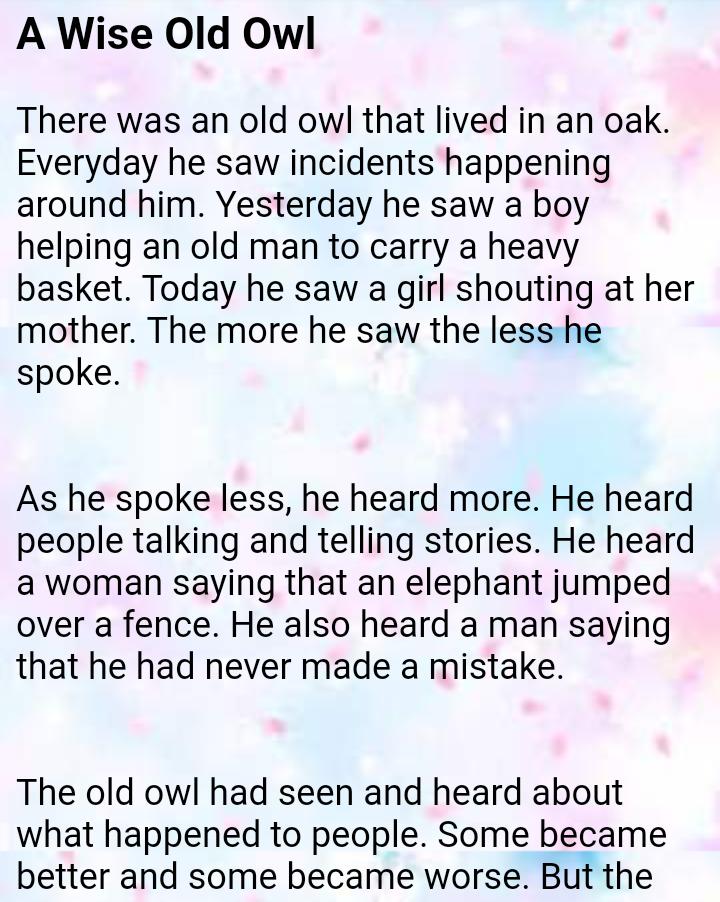 A Wise Old Owl
There was an old owl that lived in an oak.
Everyday he saw incidents happening
around him. Yesterday he saw a boy
helping an old man to carry a heavy
basket. Today he saw a girl shouting at her
mother. The more he saw the less he
spoke.
As he spoke less, he heard more. He heard
people talking and telling stories. He heard
a woman saying that an elephant jumped
over a fence. He also heard a man saying
that he had never made a mistake.
The old owl had seen and heard about
what happened to people. Some became
better and some became worse. But the